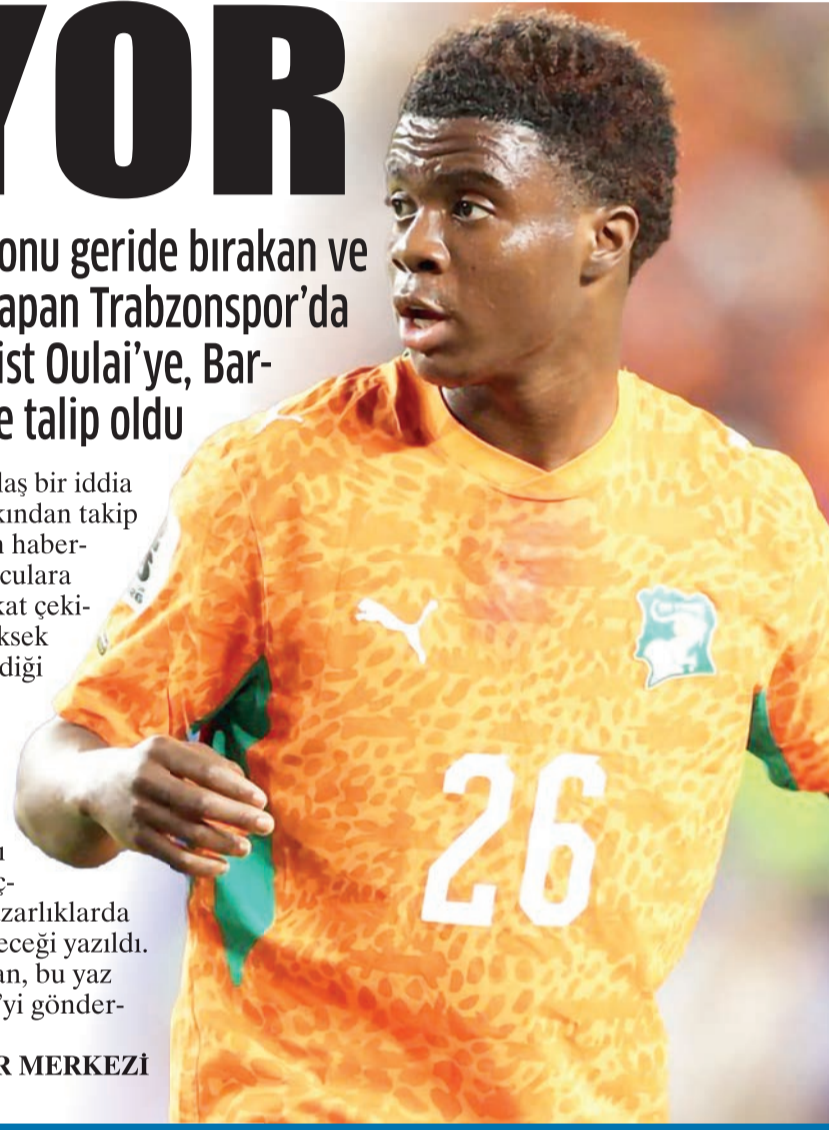 YOR
onu geride bırakan ve
apan Trabzonspor’da
ist Oulai’ye, Bar-
e talip oldu
laş bir iddia
kından takip
n haber-
culara
kat çeki-
ksek
diği
ı
ç-
zarlıklarda
eceği yazıldı.
an, bu yaz
’yi gönder-
R MERKEZİ
26